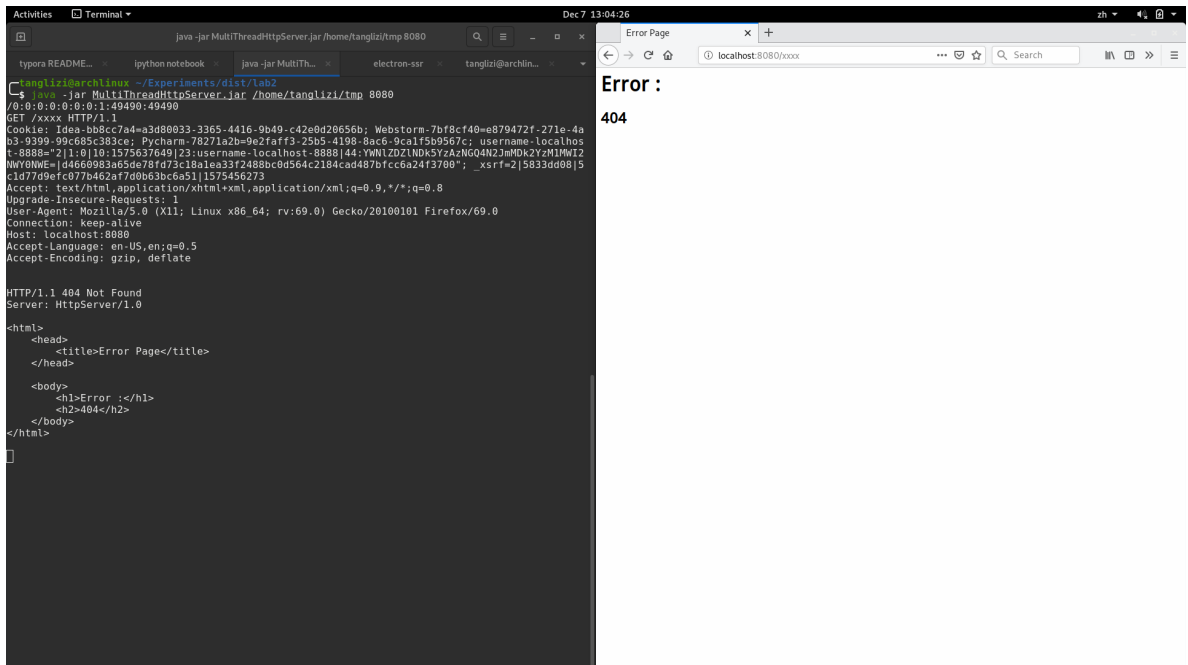 Activities Terminal Dec 7 13:04:26 zh
java -jar MultiThreadHttpServer.jar /home/tanglizi/tmp 8080
typora README... × ipython notebook × java -jar MultiTh... × electron-ssr × tanglizi@archlin... ×
tanglizi@archlinux ~/Experiments/dist/lab2
$ java -jar MultiThreadHttpServer.jar /home/tanglizi/tmp 8080
/0:0:0:0:0:0:0:1:49490:49490
GET /xxxx HTTP/1.1
Cookie: Idea-bb8cc7a4=a3d80033-3365-4416-9b49-c42e0d20656b; Webstorm-7bf8cf40=e879472f-271e-4a
b3-9399-99c685c383ce; Pycharm-78271a2b=9e2faff3-25b5-4198-8ac6-9ca1f5b9567c; username-localhos
t-8888="2|1:0|10:1575637649|23:username-localhost-8888|44:YWNlZDZlNDk5YzAzNGQ4N2JmMDk2YzM1MWI2
NWY0NWE=|d4660983a65de78fd73c18a1ea33f2488bc0d564c2184cad487bfcc6a24f3700"; _xsrf=2|5833dd08|5
c1d77d9efc077b462af7d0b63bc6a51|1575456273
Accept: text/html,application/xhtml+xml,application/xml;q=0.9,*/*;q=0.8
Upgrade-Insecure-Requests: 1
User-Agent: Mozilla/5.0 (X11; Linux x86_64; rv:69.0) Gecko/20100101 Firefox/69.0
Connection: keep-alive
Host: localhost:8080
Accept-Language: en-US,en;q=0.5
Accept-Encoding: gzip, deflate
HTTP/1.1 404 Not Found
Server: HttpServer/1.0
<html>
<head>
<title>Error Page</title>
</head>
<body>
<h1>Error :</h1>
<h2>404</h2>
</body>
</html>
Error Page
localhost:8080/xxxx Search
Error :
404